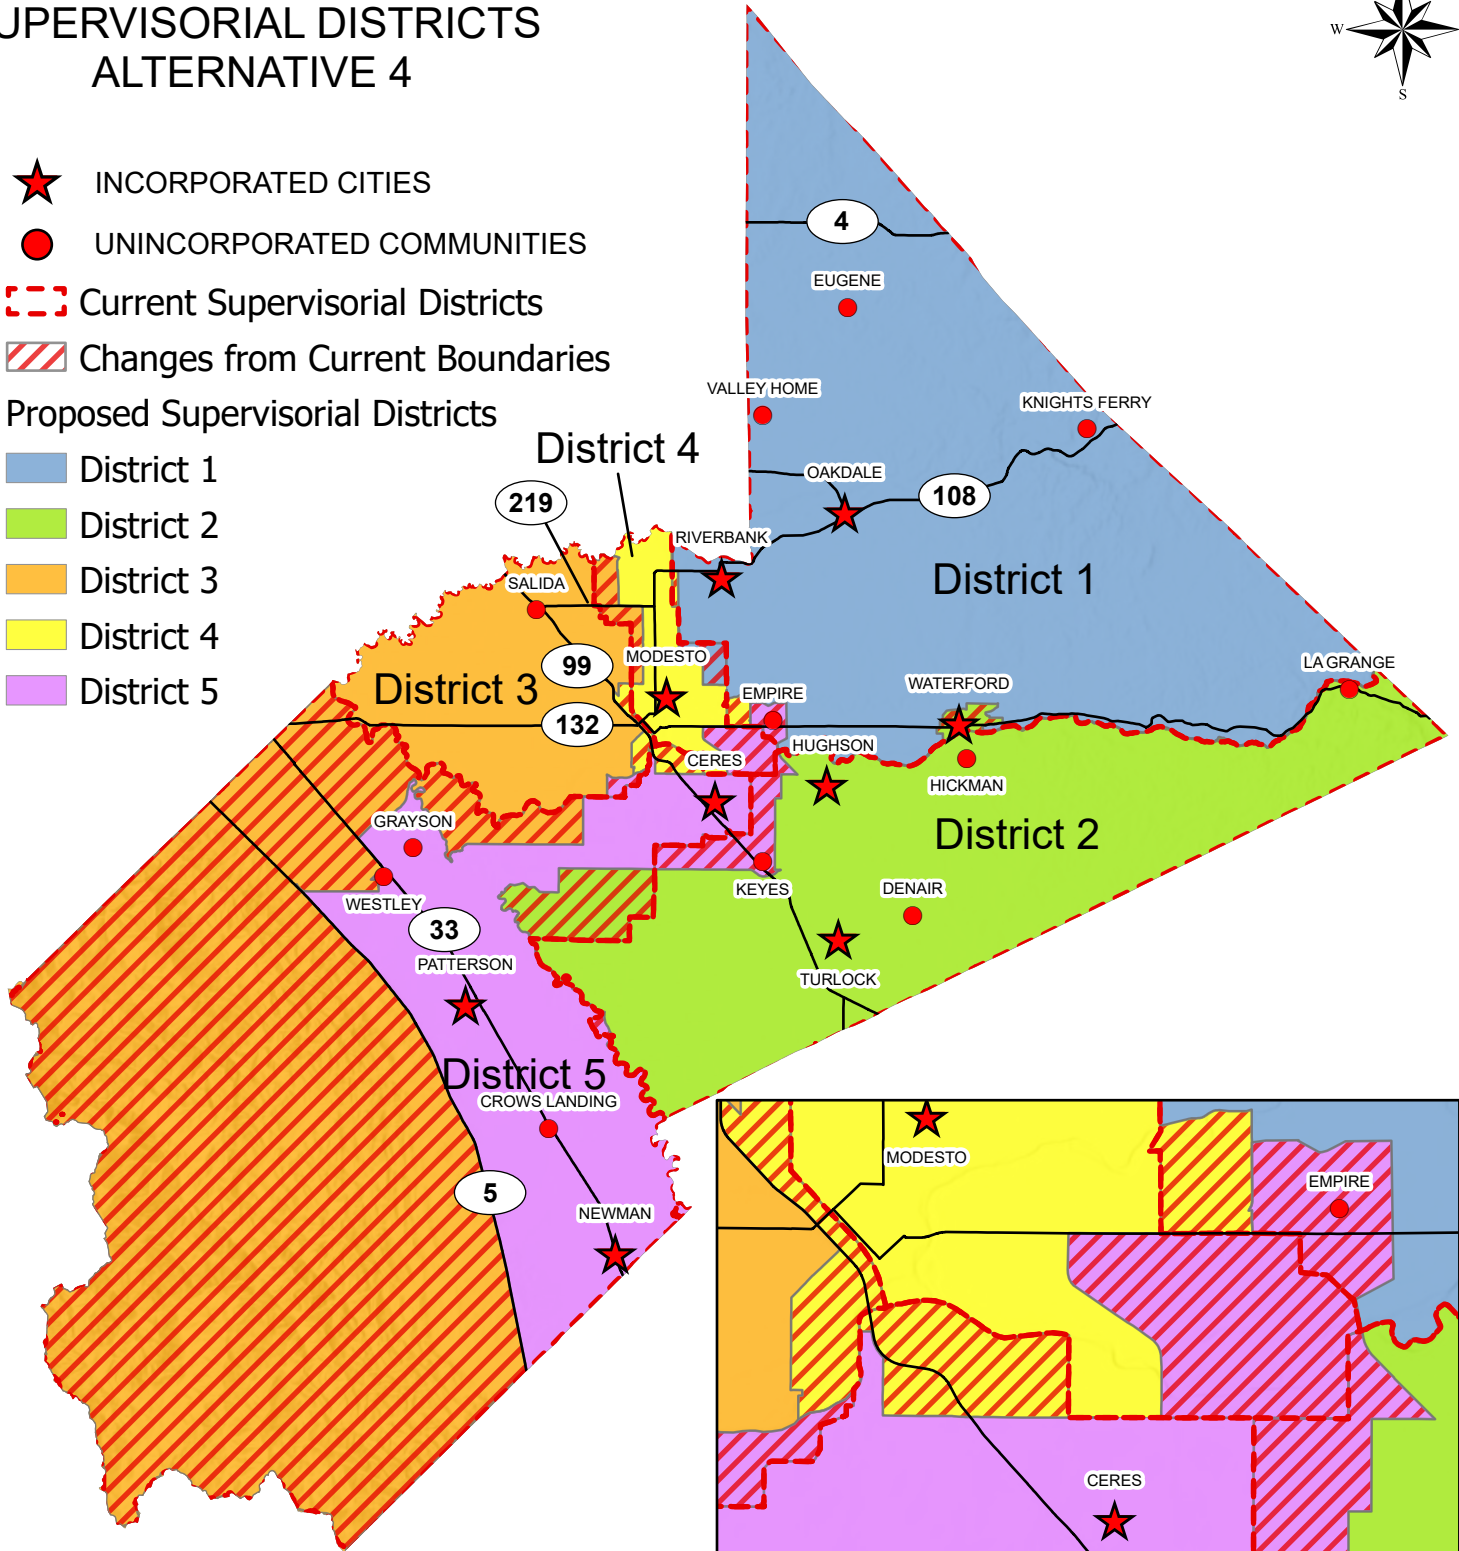 UPERVISORIAL DISTRICTS
ALTERNATIVE 4
W
S
INCORPORATED CITIES
UNINCORPORATED COMMUNITIES
Current Supervisorial Districts
Changes from Current Boundaries
Proposed Supervisorial Districts
District 1
District 2
District 3
District 4
District 5
4
EUGENE
VALLEY HOME
KNIGHTS FERRY
District 4
OAKDALE
108
219
RIVERBANK
SALIDA
District 1
99
MODESTO
LA GRANGE
District 3
EMPIRE
WATERFORD
132
HUGHSON
CERES
HICKMAN
GRAYSON
District 2
KEYES
DENAIR
WESTLEY
33
PATTERSON
TURLOCK
District 5
CROWS LANDING
5
NEWMAN
MODESTO
EMPIRE
CERES